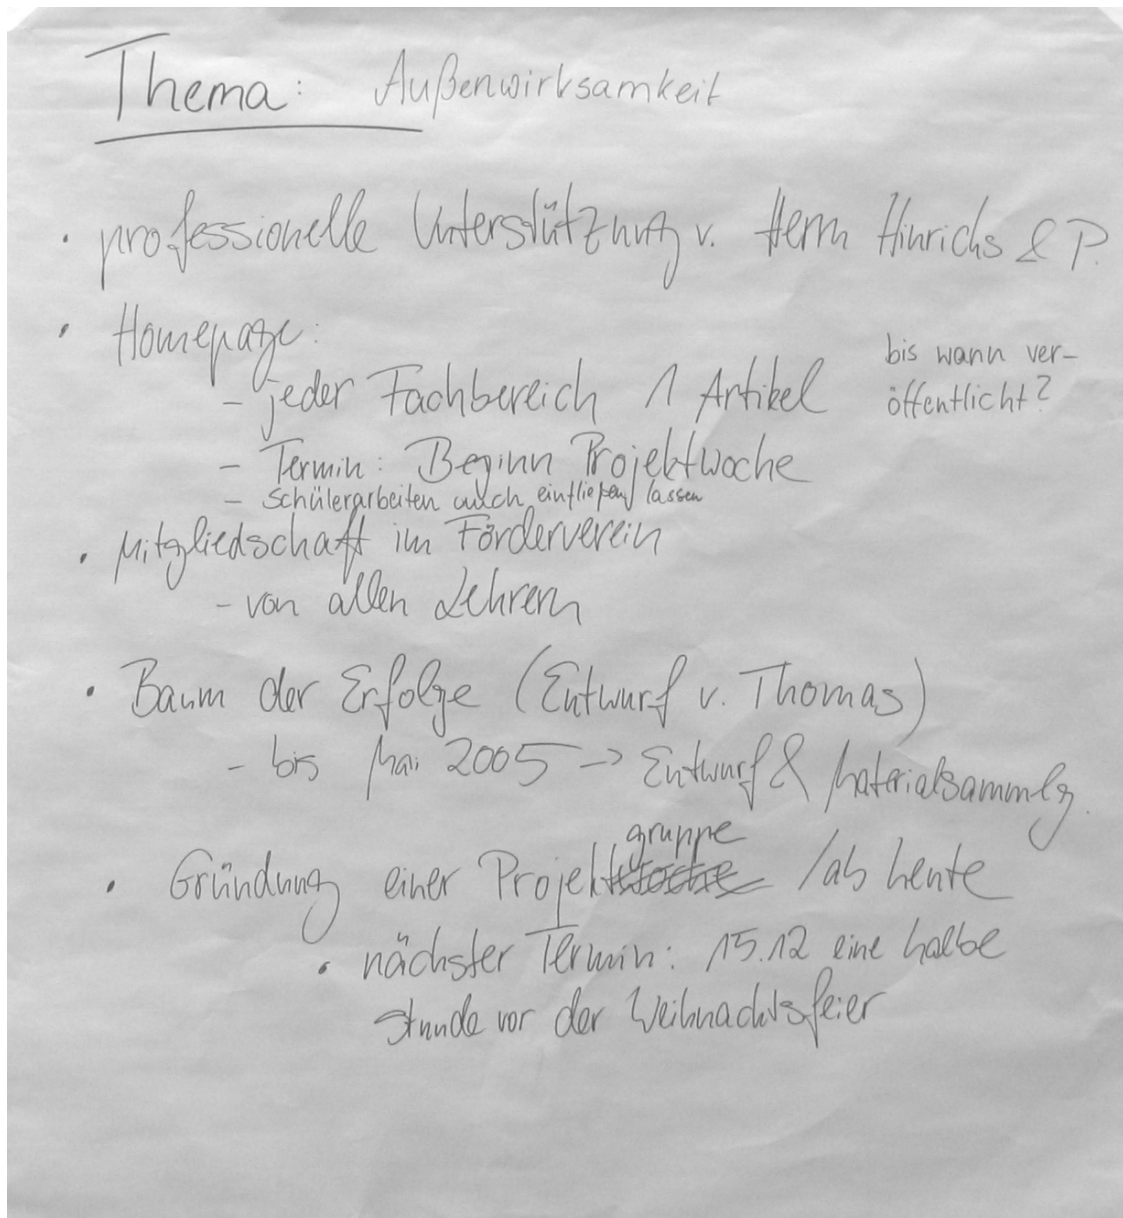 Thema: Außenwirksamkeit
· professionelle Unterstützung v. Herrn Hinrichs & P.
· Homepage:
- jeder Fachbereich 1 Artikel
bis wann ver-
öffentlicht?
- Termin: Beginn Projektwoche
- Schülerarbeiten auch einfließen lassen
· Mitgliedschaft im Förderverein
- von allen Lehrern
· Baum der Erfolge (Entwurf v. Thomas)
- bis Mai 2005 -> Entwurf & Materialsammlg.
gruppe
· Gründung einer Projektwoche /ab heute
· nächster Termin: 15.12 eine halbe
Stunde vor der Weihnachtsfeier